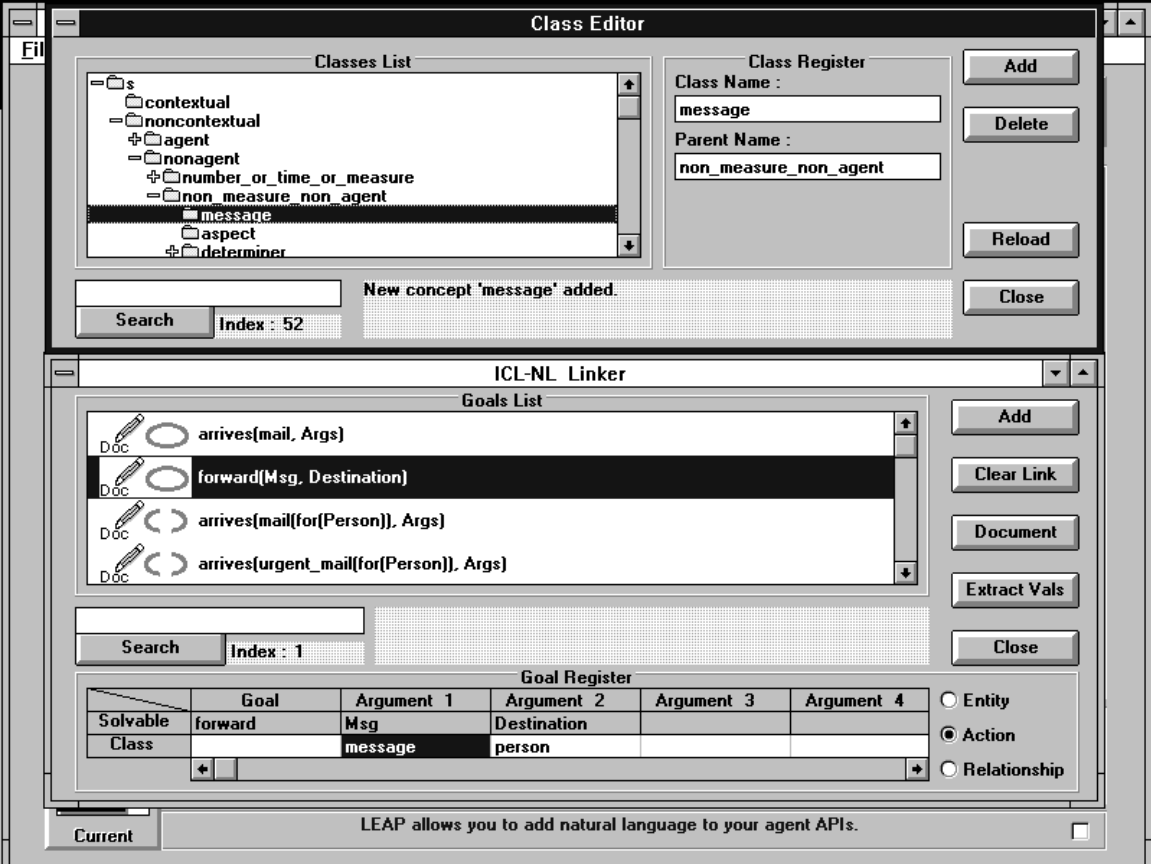 Class Editor
Fil
Classes List
s
contextual
noncontextual
agent
nonagent
number_or_time_or_measure
non_measure_non_agent
message
aspect
determiner
Class Register
Class Name :
message
Parent Name :
non_measure_non_agent
Add
Delete
Reload
Close
New concept 'message' added.
Search
Index : 52
ICL-NL Linker
Goals List
Doc arrives(mail, Args)
Doc forward(Msg, Destination)
Doc arrives(mail(for(Person)), Args)
Doc arrives(urgent_mail(for(Person)), Args)
Add
Clear Link
Document
Extract Vals
Close
Search
Index : 1
Goal Register
Goal Argument 1 Argument 2 Argument 3 Argument 4
Solvable forward Msg Destination
Class message person
Entity
Action
Relationship
Current
LEAP allows you to add natural language to your agent APIs.